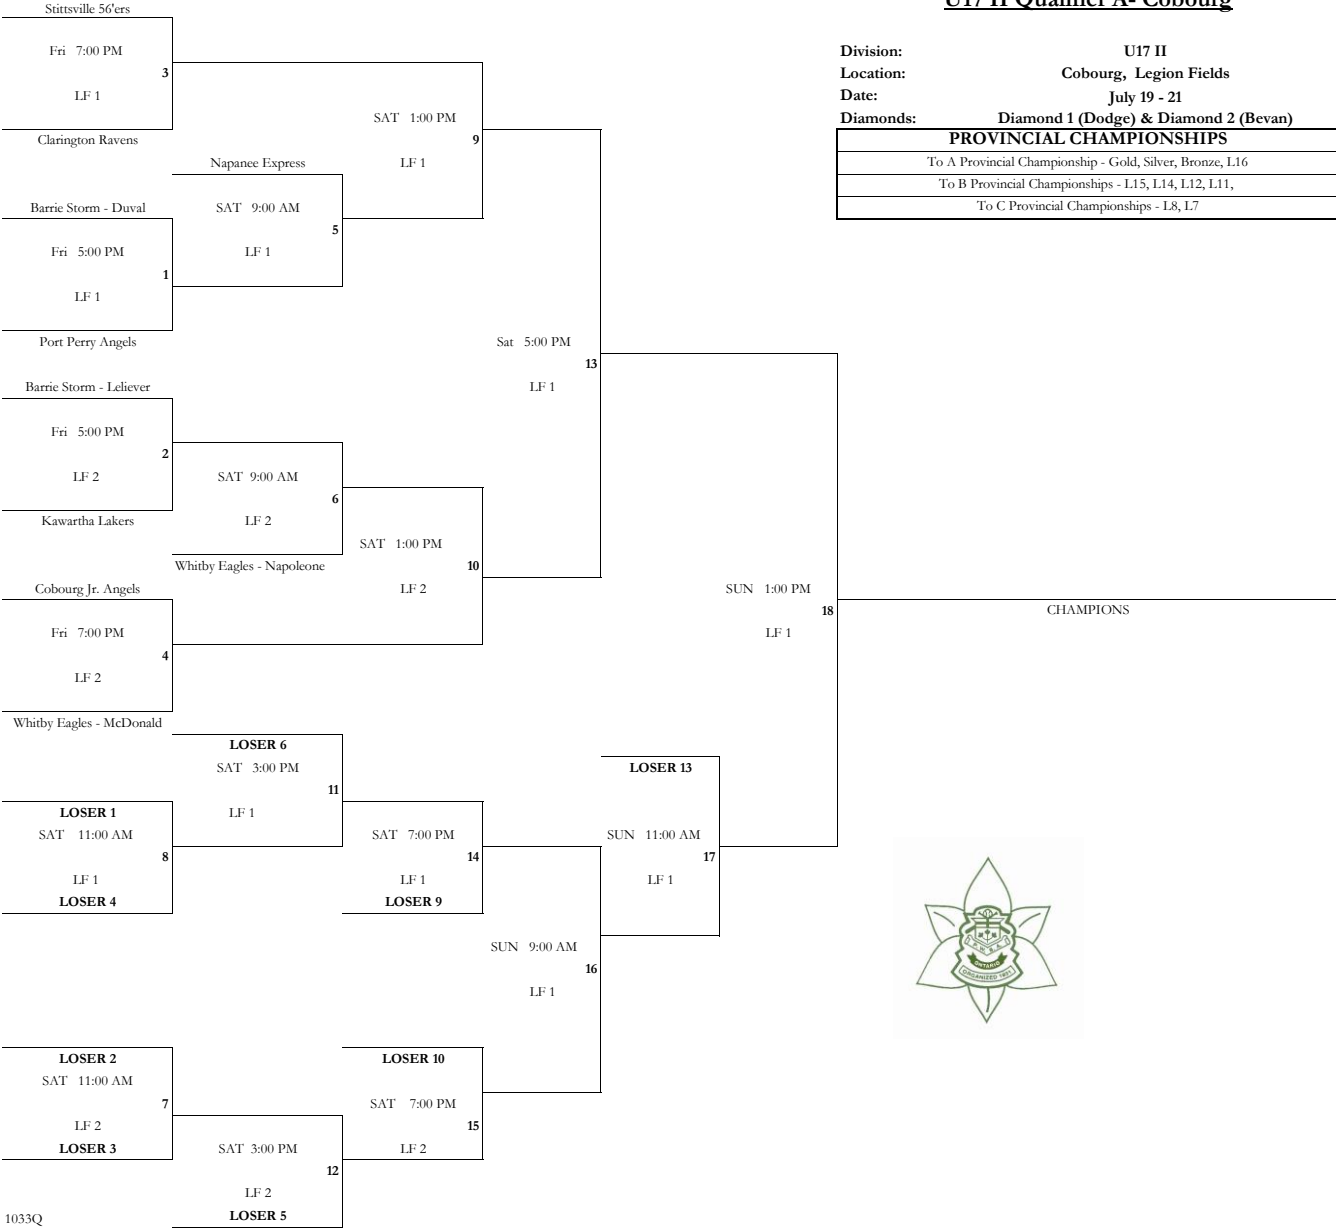 Stittsville 56'ers
U17 II Qualifier A- Cobourg
Division: U17 II
Location: Cobourg, Legion Fields
Date: July 19 - 21
Diamonds: Diamond 1 (Dodge) & Diamond 2 (Bevan)
PROVINCIAL CHAMPIONSHIPS
To A Provincial Championship - Gold, Silver, Bronze, L16
To B Provincial Championships - L15, L14, L12, L11,
To C Provincial Championships - L8, L7
Fri 7:00 PM
3
LF 1
Clarington Ravens
SAT 1:00 PM
9
LF 1
Napanee Express
Barrie Storm - Duval
SAT 9:00 AM
5
LF 1
Fri 5:00 PM
1
LF 1
Port Perry Angels
Sat 5:00 PM
13
LF 1
Barrie Storm - Leliever
Fri 5:00 PM
2
LF 2
Kawartha Lakers
SAT 9:00 AM
6
LF 2
Whitby Eagles - Napoleone
SAT 1:00 PM
10
LF 2
Cobourg Jr. Angels
Fri 7:00 PM
4
LF 2
Whitby Eagles - McDonald
SUN 1:00 PM
18
LF 1
CHAMPIONS
LOSER 6
SAT 3:00 PM
11
LF 1
LOSER 13
SUN 11:00 AM
17
LF 1
LOSER 1
SAT 11:00 AM
8
LF 1
LOSER 4
SAT 7:00 PM
14
LF 1
LOSER 9
SUN 9:00 AM
16
LF 1
P.W.S.A.
ONTARIO
ORGANIZED 1931
LOSER 2
SAT 11:00 AM
7
LF 2
LOSER 3
LOSER 10
SAT 7:00 PM
15
LF 2
SAT 3:00 PM
12
LF 2
LOSER 5
1033Q